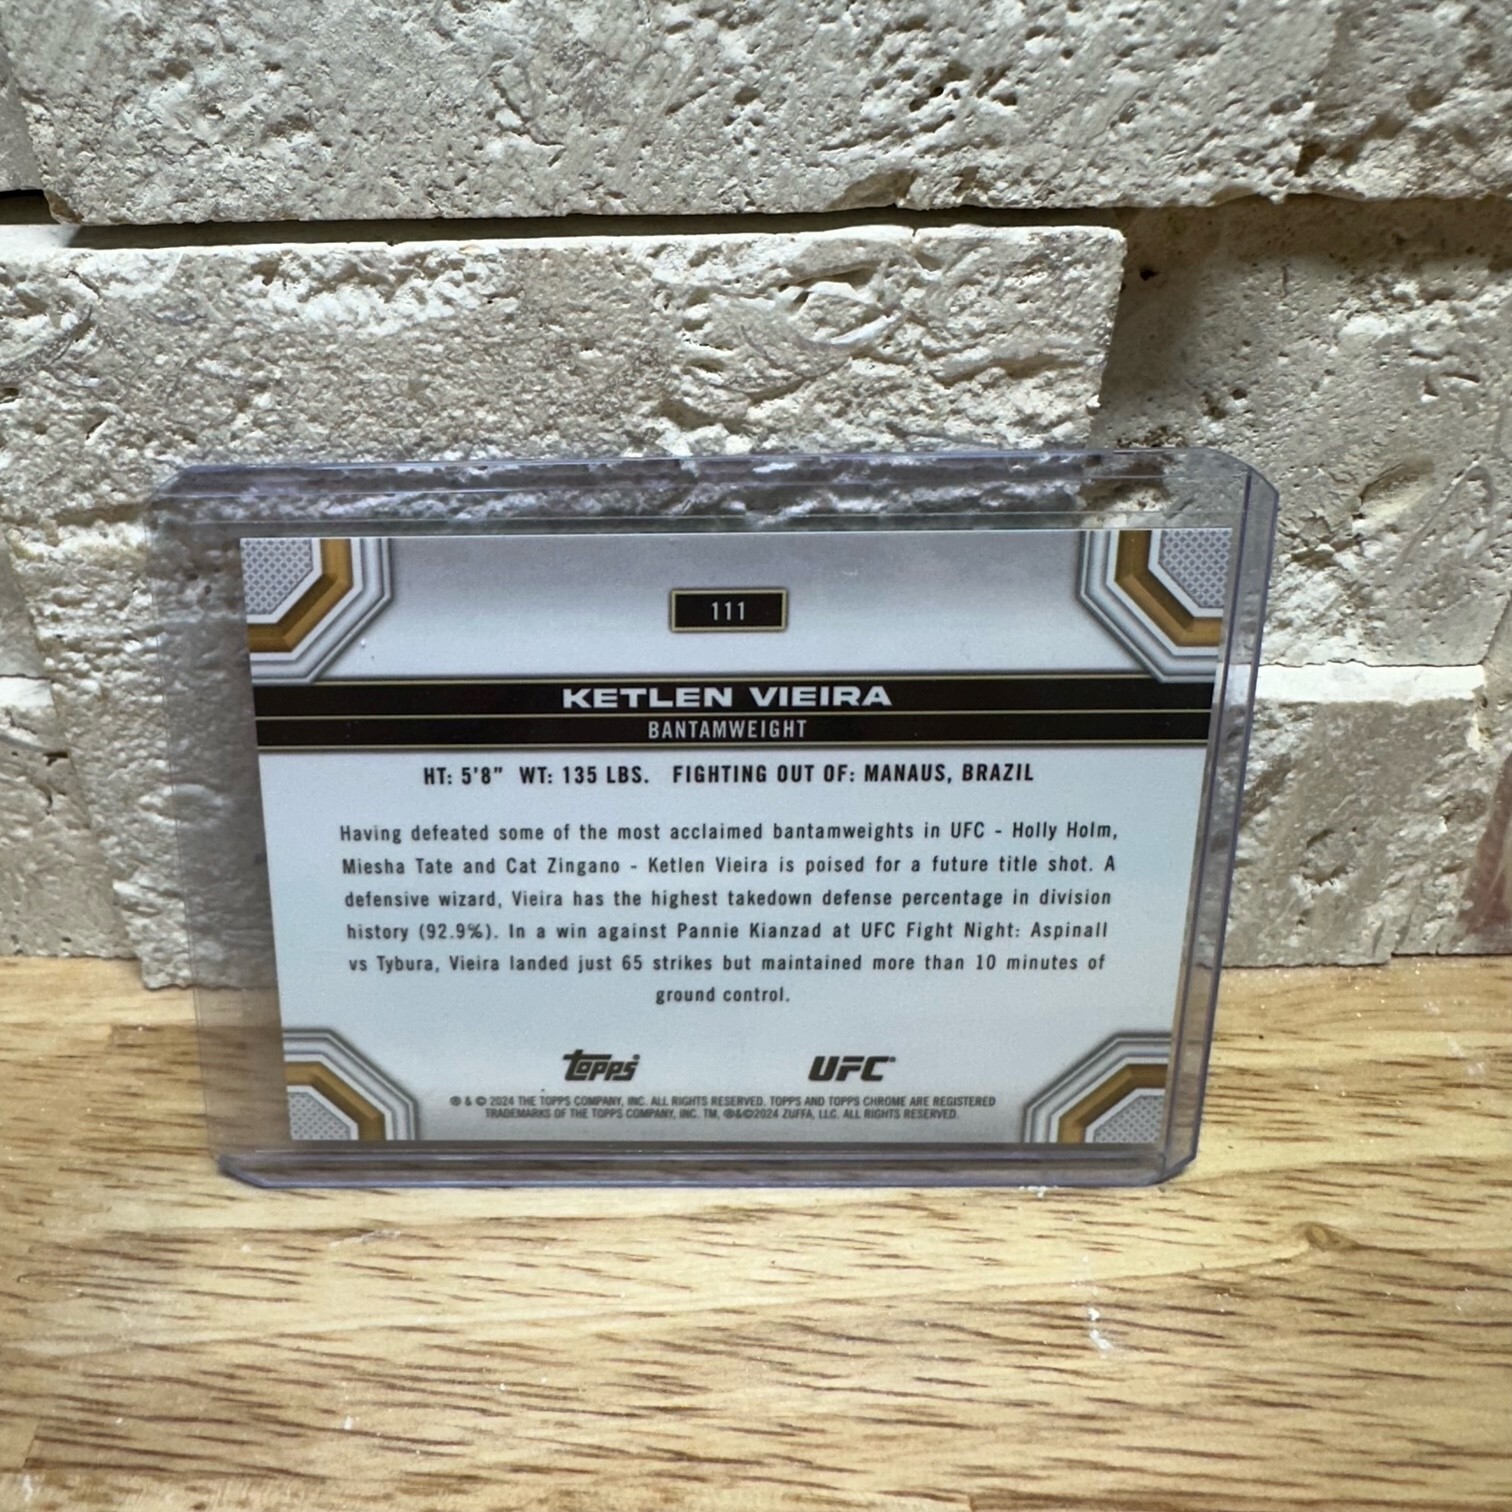 111
KETLEN VIEIRA
BANTAMWEIGHT
HT: 5'8" WT: 135 LBS. FIGHTING OUT OF: MANAUS, BRAZIL
Having defeated some of the most acclaimed bantamweights in UFC - Holly Holm,
Miesha Tate and Cat Zingano - Ketlen Vieira is poised for a future title shot. A
defensive wizard, Vieira has the highest takedown defense percentage in division
history (92.9%). In a win against Pannie Kianzad at UFC Fight Night: Aspinall
vs Tybura, Vieira landed just 65 strikes but maintained more than 10 minutes of
ground control.
topps UFC®
® & © 2024 THE TOPPS COMPANY, INC. ALL RIGHTS RESERVED. TOPPS AND TOPPS CHROME ARE REGISTERED
TRADEMARKS OF THE TOPPS COMPANY, INC. TM, ®&©2024 ZUFFA, LLC. ALL RIGHTS RESERVED.